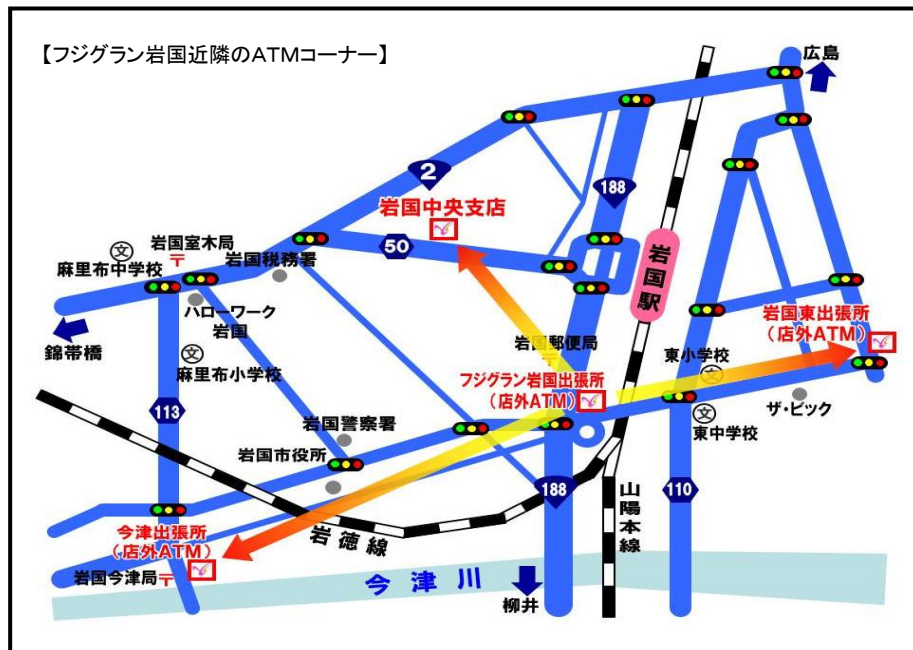 【フジグラン岩国近隣のATMコーナー】
広島
2
188
岩国中央支店
50
岩国室木局
〒
文
麻里布中学校
岩国税務署
岩国駅
ハローワーク
岩国
錦帯橋
文
麻里布小学校
岩国郵便局
〒
岩国東出張所
(店外ATM)
東小学校
文
フジグラン岩国出張所
(店外ATM)
113
ザ・ビック
文
東中学校
岩国警察署
岩国市役所
188
110
山陽本線
今津出張所
(店外ATM)
岩徳線
岩国今津局
〒
今津川
柳井